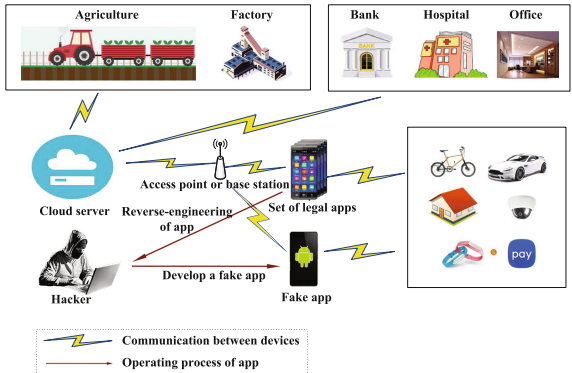 Agriculture
Factory
Bank
Hospital
Office
BANK
Access point or base station
Cloud server
Set of legal apps
Reverse-engineering
of app
pay
Develop a fake app
Hacker
Fake app
Communication between devices
Operating process of app